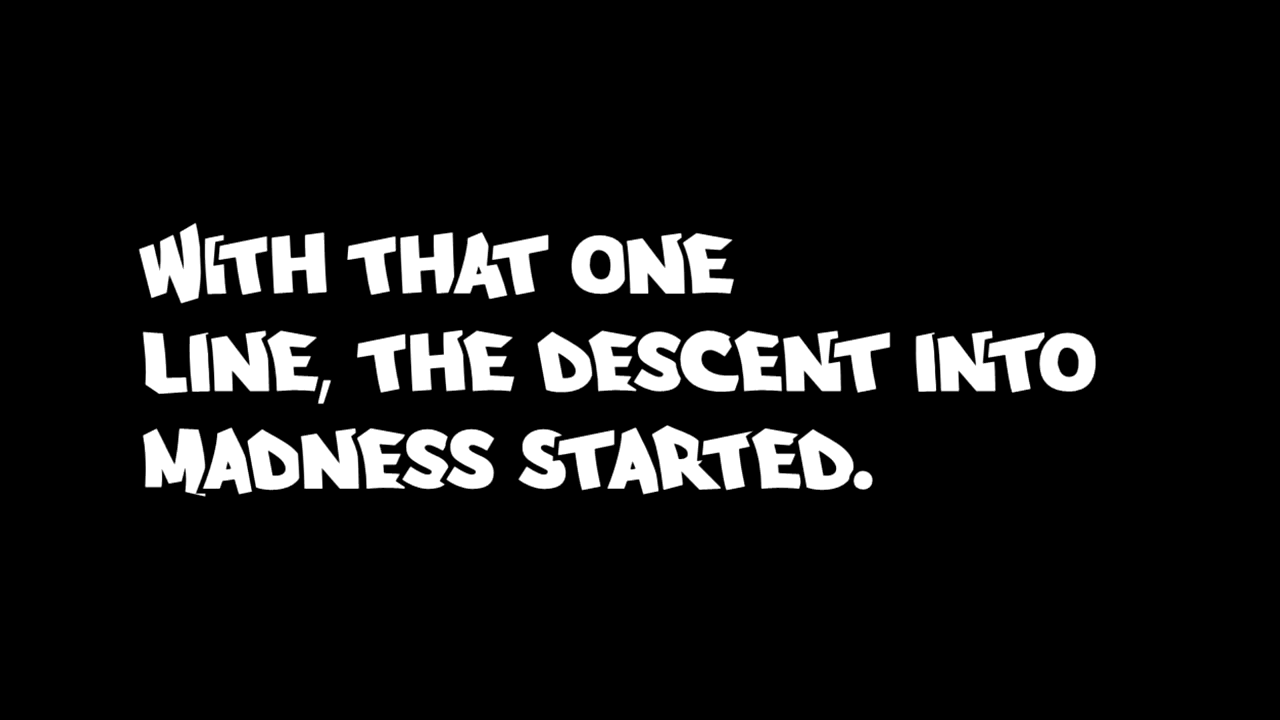 WITH THAT ONE
LINE, THE DESCENT INTO
MADNESS STARTED.